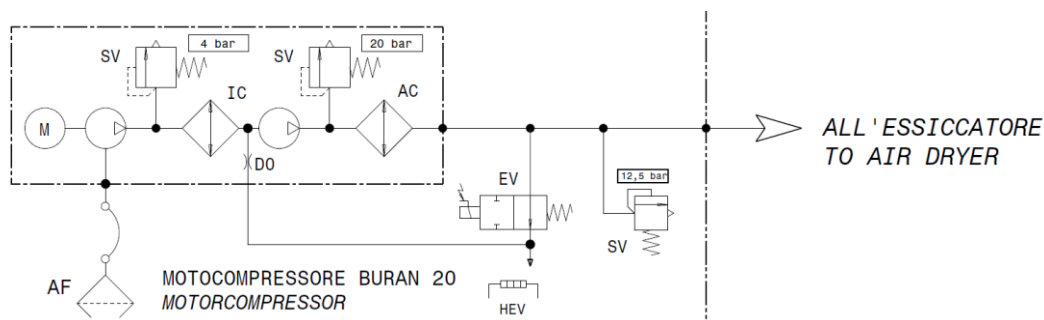 4 bar
20 bar
SV
SV
IC
AC
M
ALL'ESSICCATORE
TO AIR DRYER
DO
EV
12,5 bar
SV
AF
MOTOCOMPRESSORE BURAN 20
MOTORCOMPRESSOR
HEV